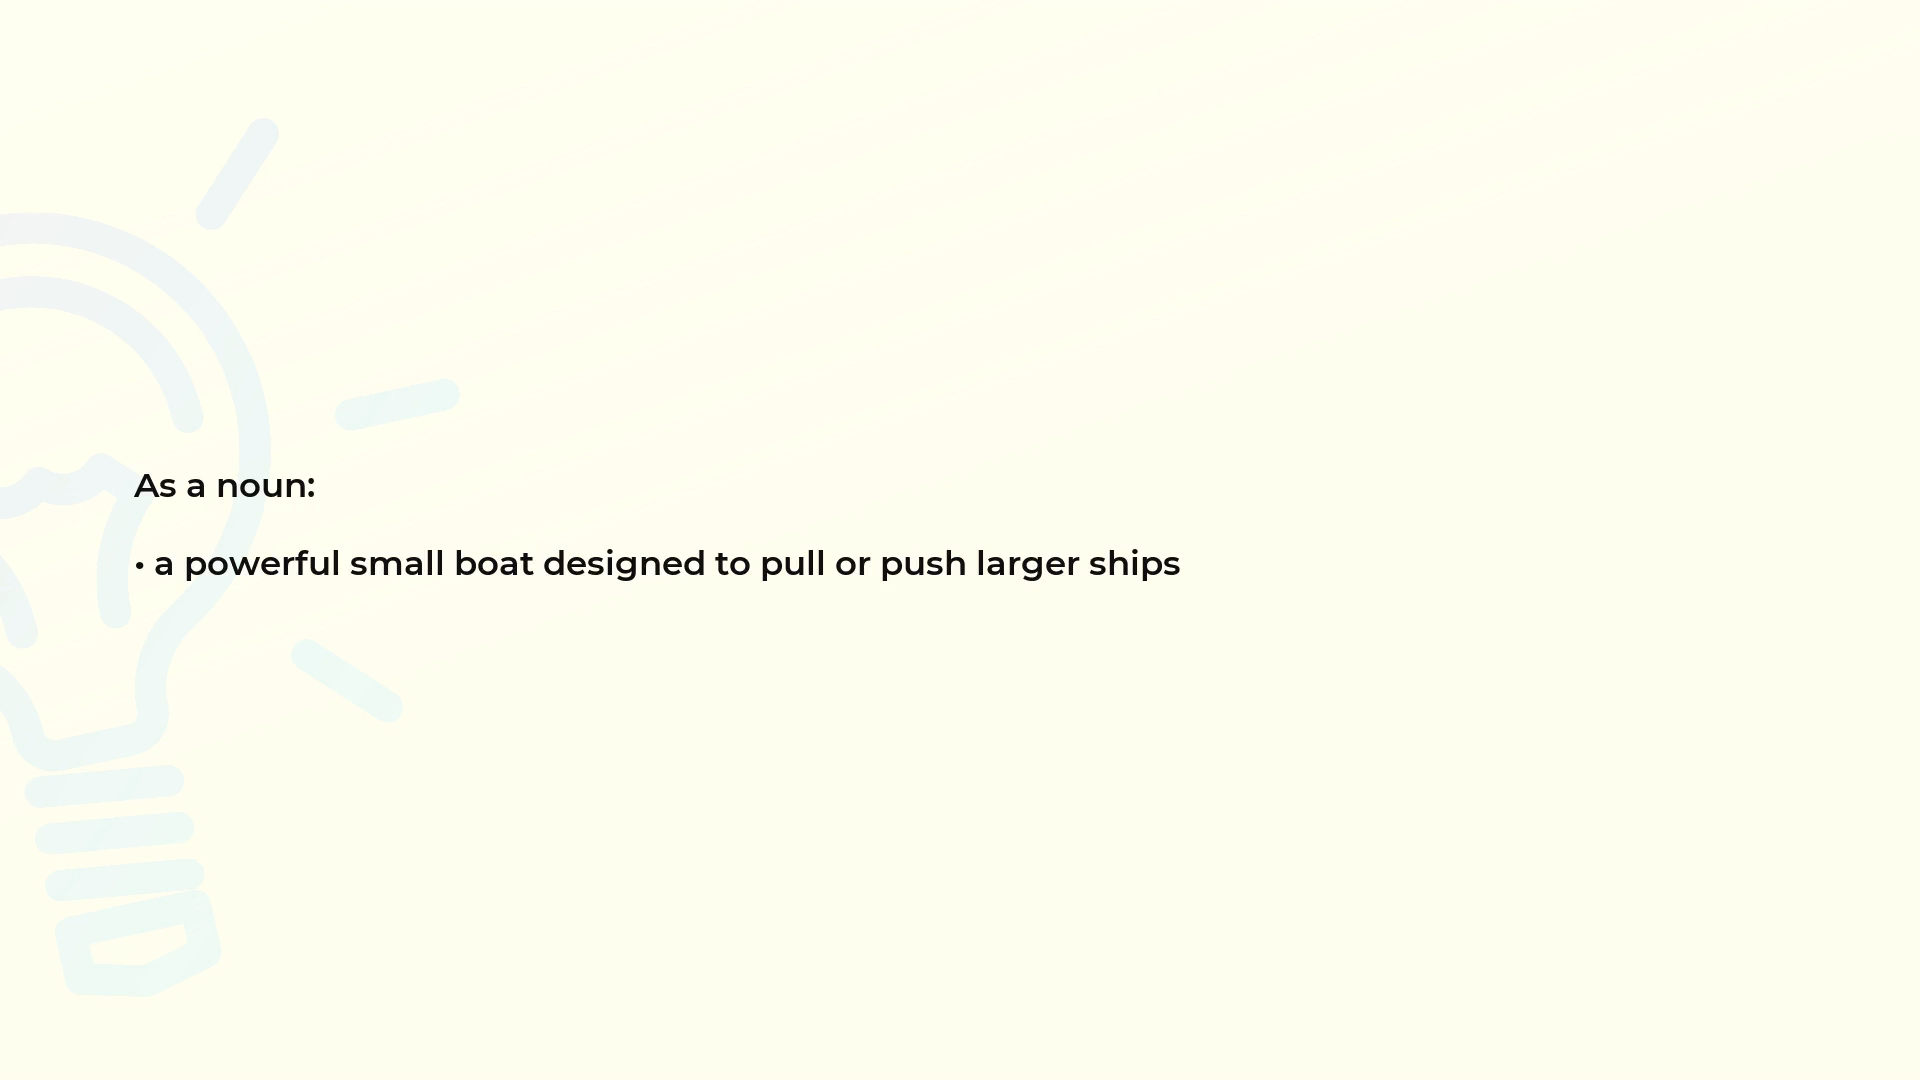 As a noun:
• a powerful small boat designed to pull or push larger ships